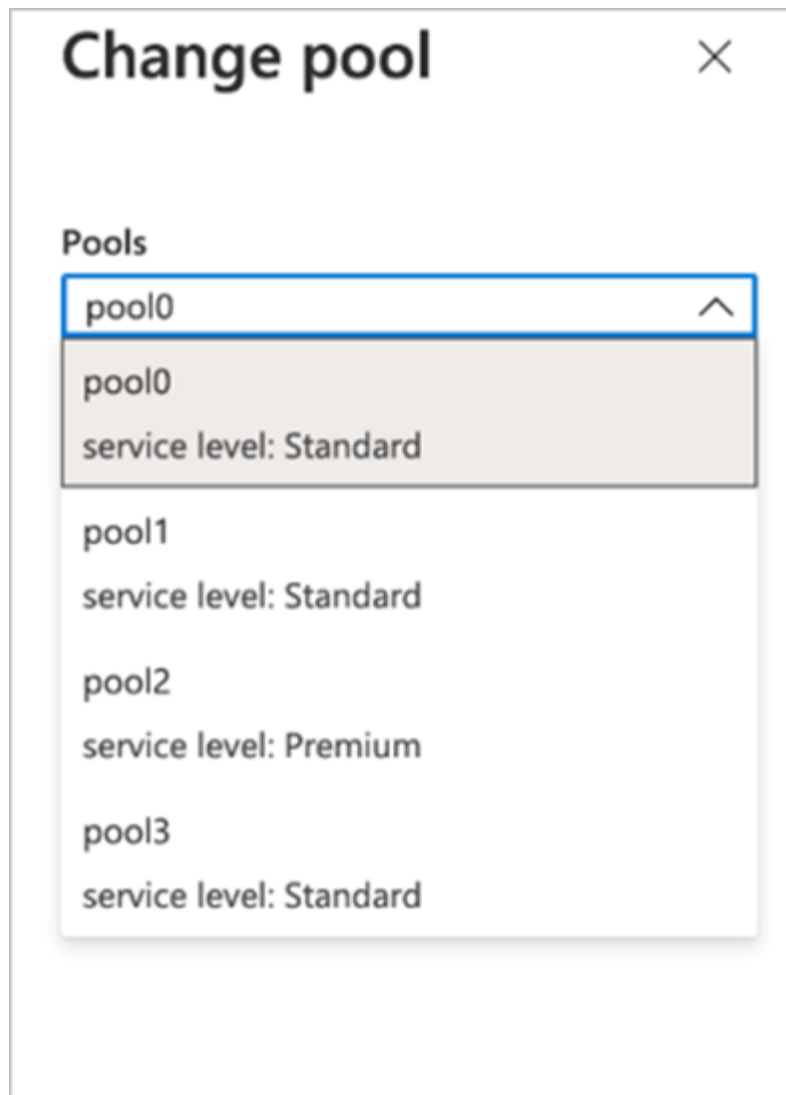 Change pool
Pools
pool0
pool0
service level: Standard
pool1
service level: Standard
pool2
service level: Premium
pool3
service level: Standard